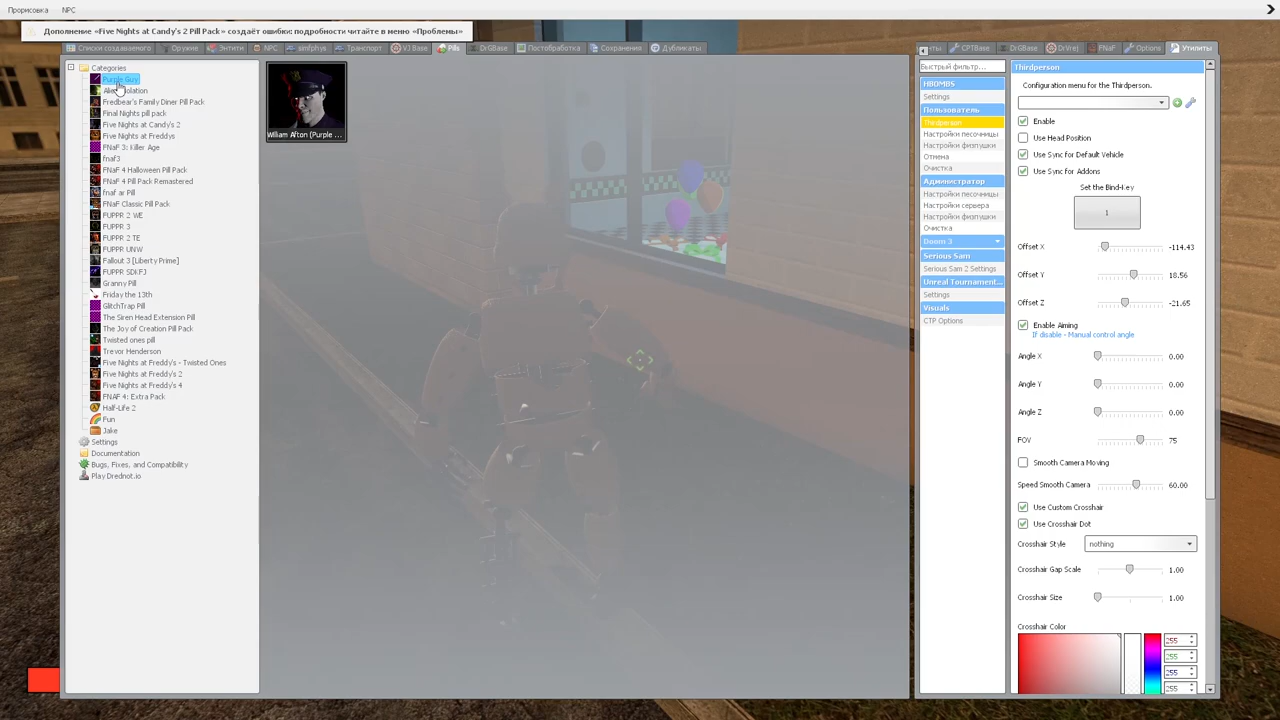 Прорисовка NPC
Дополнение «Five Nights at Candy's 2 Pill Pack» создаёт ошибки: подробности читайте в меню «Проблемы»
Списки создаваемого Оружие Энтити NPC simfphys Транспорт VJ Base Pills DrGBase Постобработка Сохранения Дубликаты
Categories
Purple Guy
Alien Isolation
Fredbear's Family Diner Pill Pack
Final Nights pill pack
Five Nights at Candy's 2
Five Nights at Freddys
FNaF 3: Killer Age
fnaf3
FNaF 4 Halloween Pill Pack
FNaF 4 Pill Pack Remastered
fnaf ar Pill
FNaF Classic Pill Pack
FUPPR 2 WE
FUPPR 3
FUPPR 2 TE
FUPPR UNW
Fallout 3 [Liberty Prime]
FUPPR SDI:FJ
Granny Pill
Friday the 13th
GlitchTrap Pill
The Siren Head Extension Pill
The Joy of Creation Pill Pack
Twisted ones pill
Trevor Henderson
Five Nights at Freddy's - Twisted Ones
Five Nights at Freddy's 2
Five Nights at Freddy's 4
FNAF 4: Extra Pack
Half-Life 2
Fun
Jake
Settings
Documentation
Bugs, Fixes, and Compatibility
Play Drednot.io
William Afton (Purple ...
нты CPTBase DrGBase DrVrej FNaF Options Утилиты
Быстрый фильтр...
HBOMBS
Settings
Пользователь
Thirdperson
Настройки песочницы
Настройки физпушки
Отмена
Очистка
Администратор
Настройки песочницы
Настройки сервера
Настройки физпушки
Очистка
Doom 3
Serious Sam
Serious Sam 2 Settings
Unreal Tournament...
Settings
Visuals
CTP Options
Thirdperson
Configuration menu for the Thirdperson.
Enable
Use Head Position
Use Sync for Default Vehicle
Use Sync for Addons
Set the Bind-Key
1
Offset X -114.43
Offset Y 18.56
Offset Z -21.65
Enable Aiming
If disable - Manual control angle
Angle X 0.00
Angle Y 0.00
Angle Z 0.00
FOV 75
Smooth Camera Moving
Speed Smooth Camera 60.00
Use Custom Crosshair
Use Crosshair Dot
Crosshair Style nothing
Crosshair Gap Scale 1.00
Crosshair Size 1.00
Crosshair Color
255
255
255
255